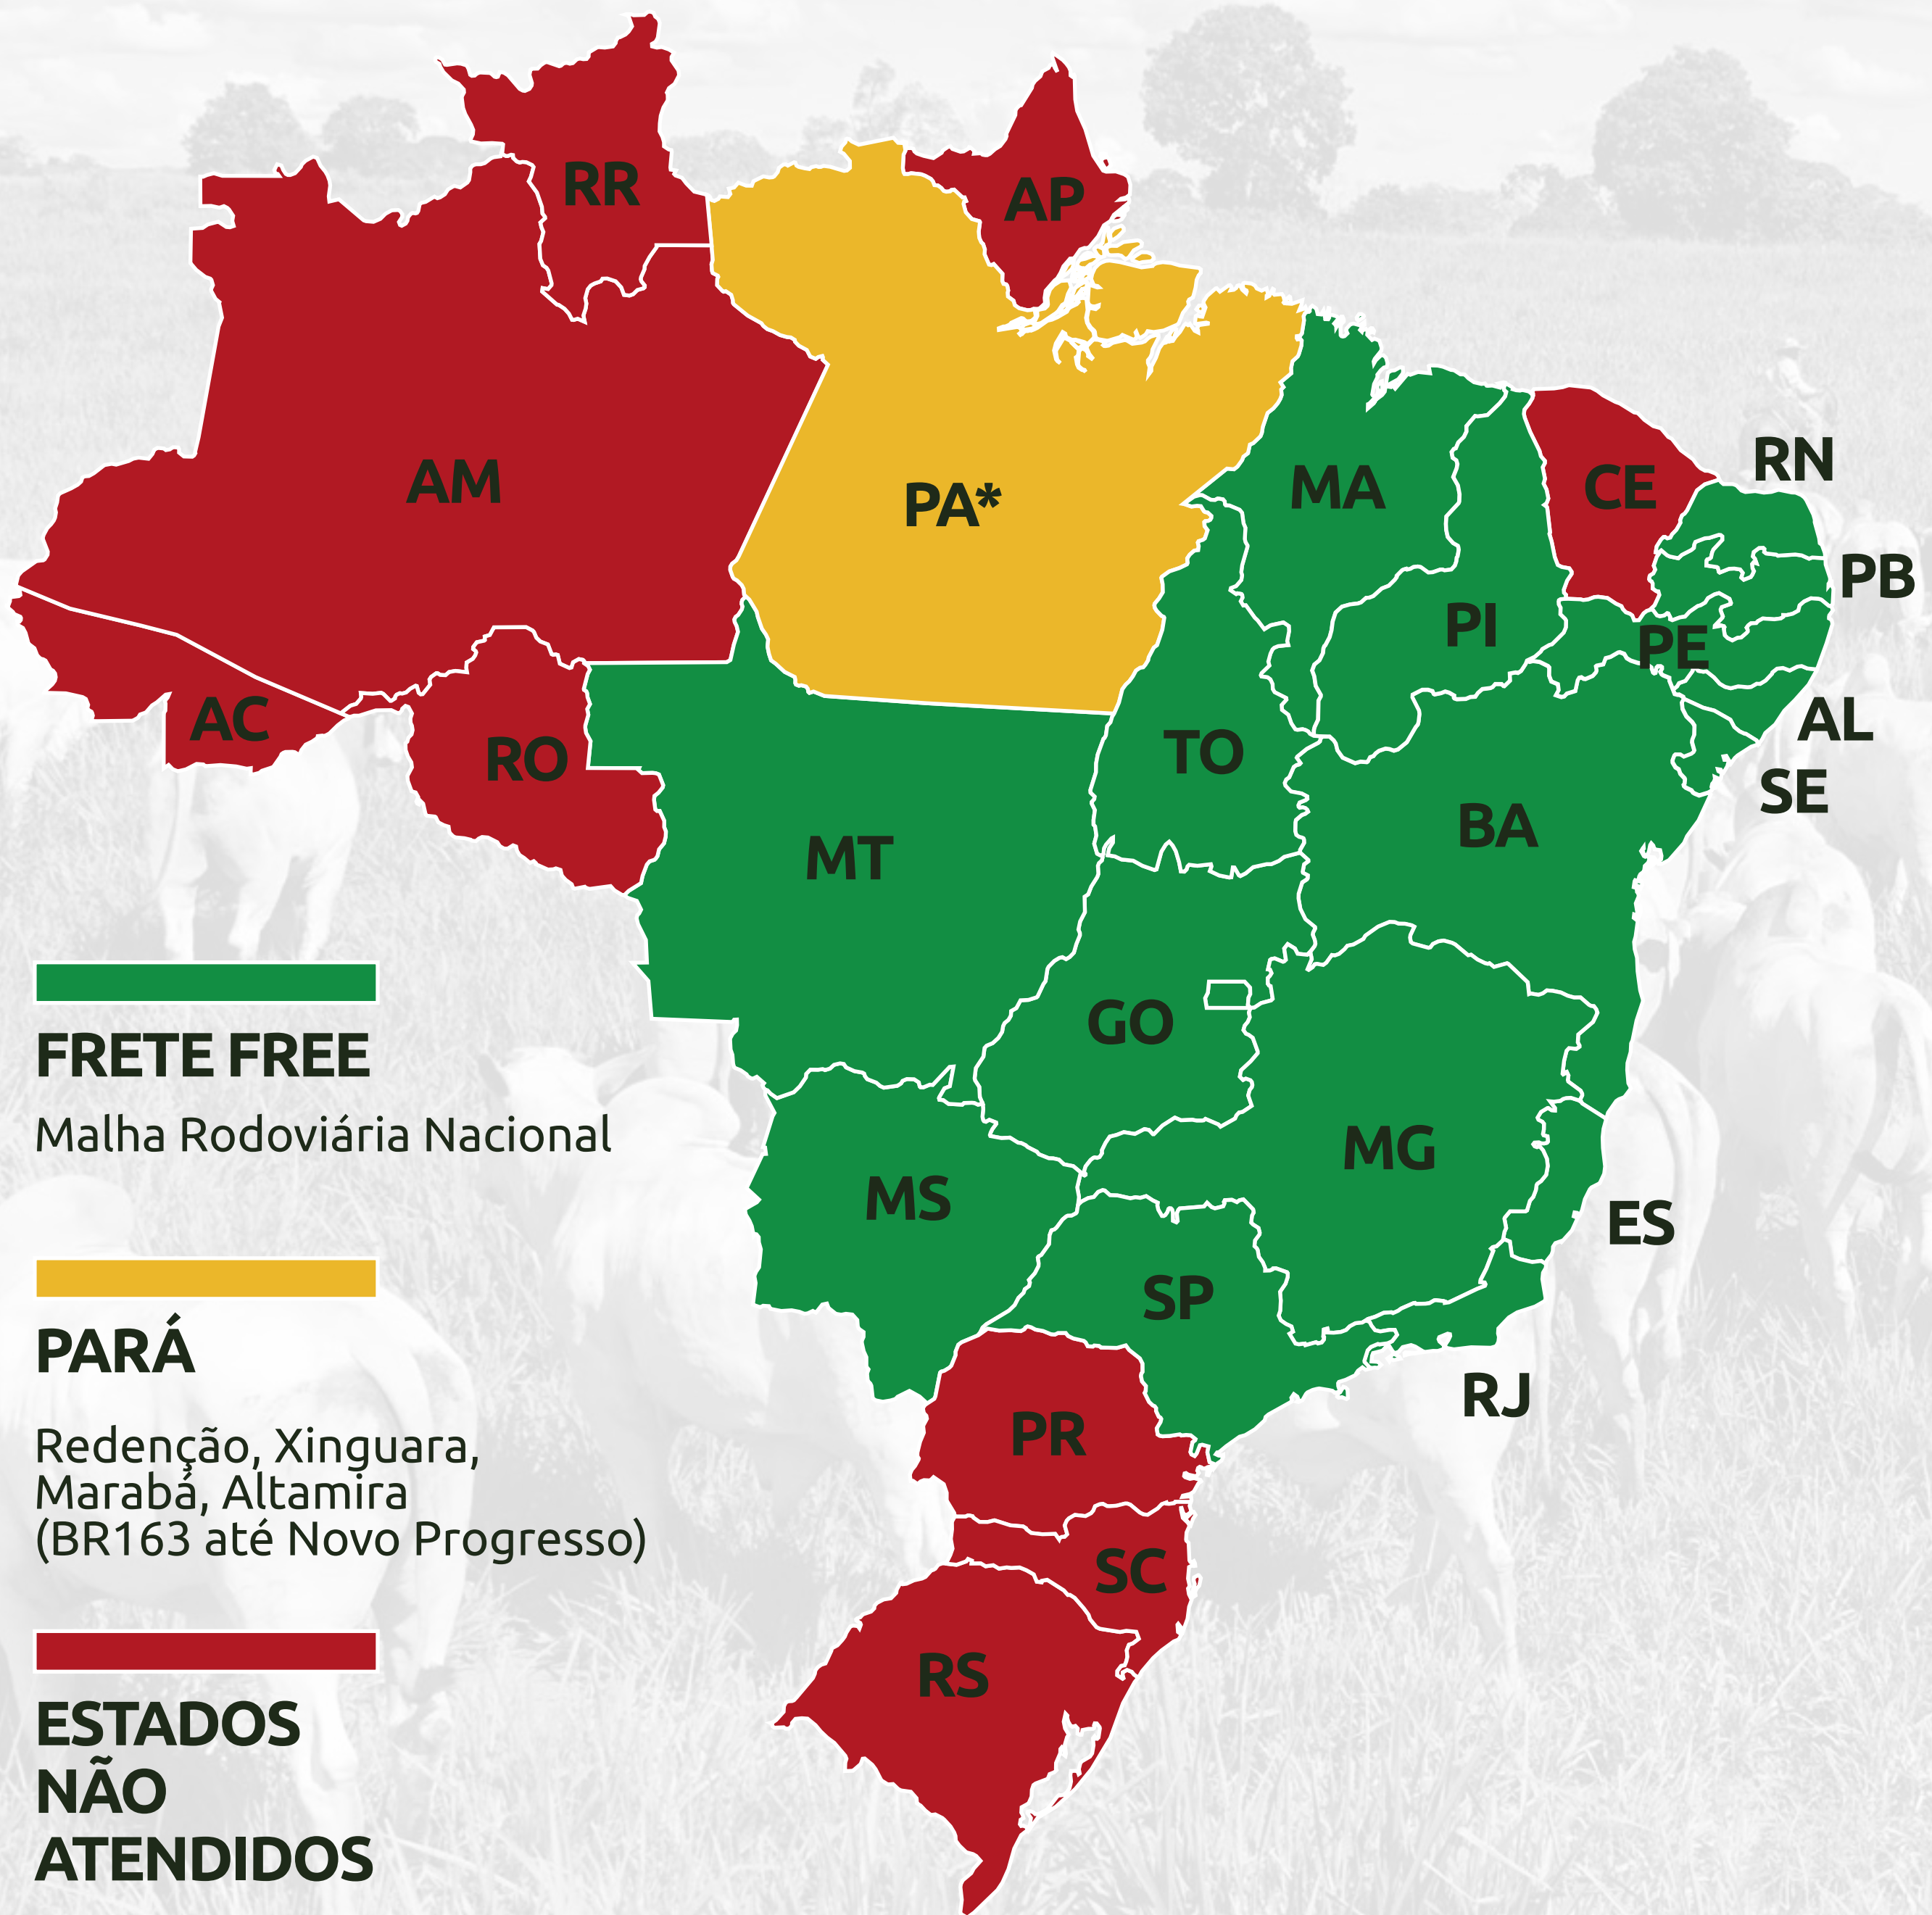 RR
AP
AM
PA*
MA
CE
RN
PB
PI
PE
AC
AL
RO
TO
SE
BA
MT
GO
MG
MS
ES
SP
RJ
PR
SC
RS
FRETE FREE
Malha Rodoviária Nacional
PARÁ
Redenção, Xinguara,
Marabá, Altamira
(BR163 até Novo Progresso)
ESTADOS
NÃO
ATENDIDOS